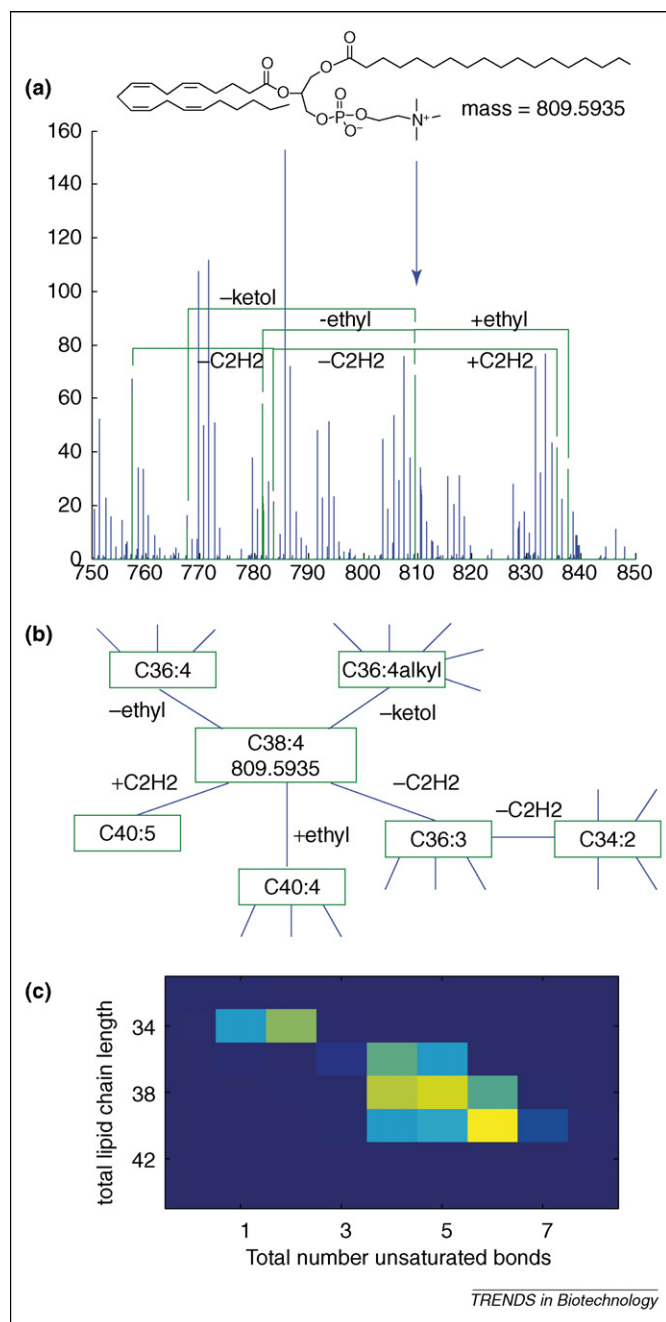 (a)
O
O
O
O
O
O P O
O⁻
N⁺
mass = 809.5935
160
140
120
100
80
60
40
20
0
–ketol
-ethyl
+ethyl
–C2H2
–C2H2
+C2H2
750 760 770 780 790 800 810 820 830 840 850
(b)
C36:4
C36:4alkyl
–ethyl
–ketol
C38:4
809.5935
+C2H2
–C2H2
–C2H2
C40:5
+ethyl
C36:3
C34:2
C40:4
(c)
total lipid chain length
34
38
42
1 3 5 7
Total number unsaturated bonds
TRENDS in Biotechnology